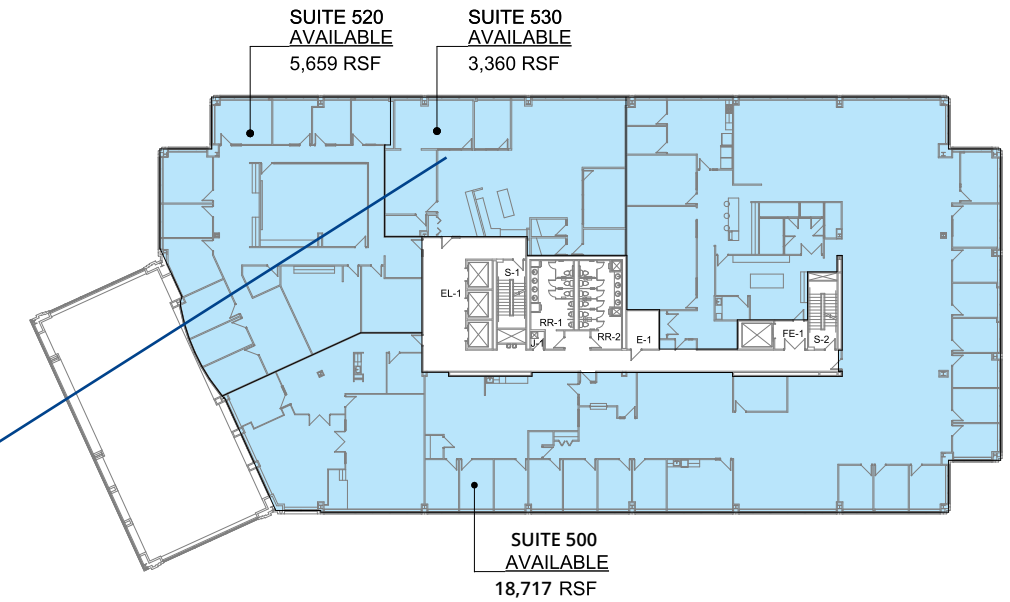 SUITE 520
AVAILABLE
5,659 RSF
SUITE 530
AVAILABLE
3,360 RSF
S-1
EL-1
RR-1
RR-2
J-1
E-1
FE-1
S-2
SUITE 500
AVAILABLE
18,717 RSF